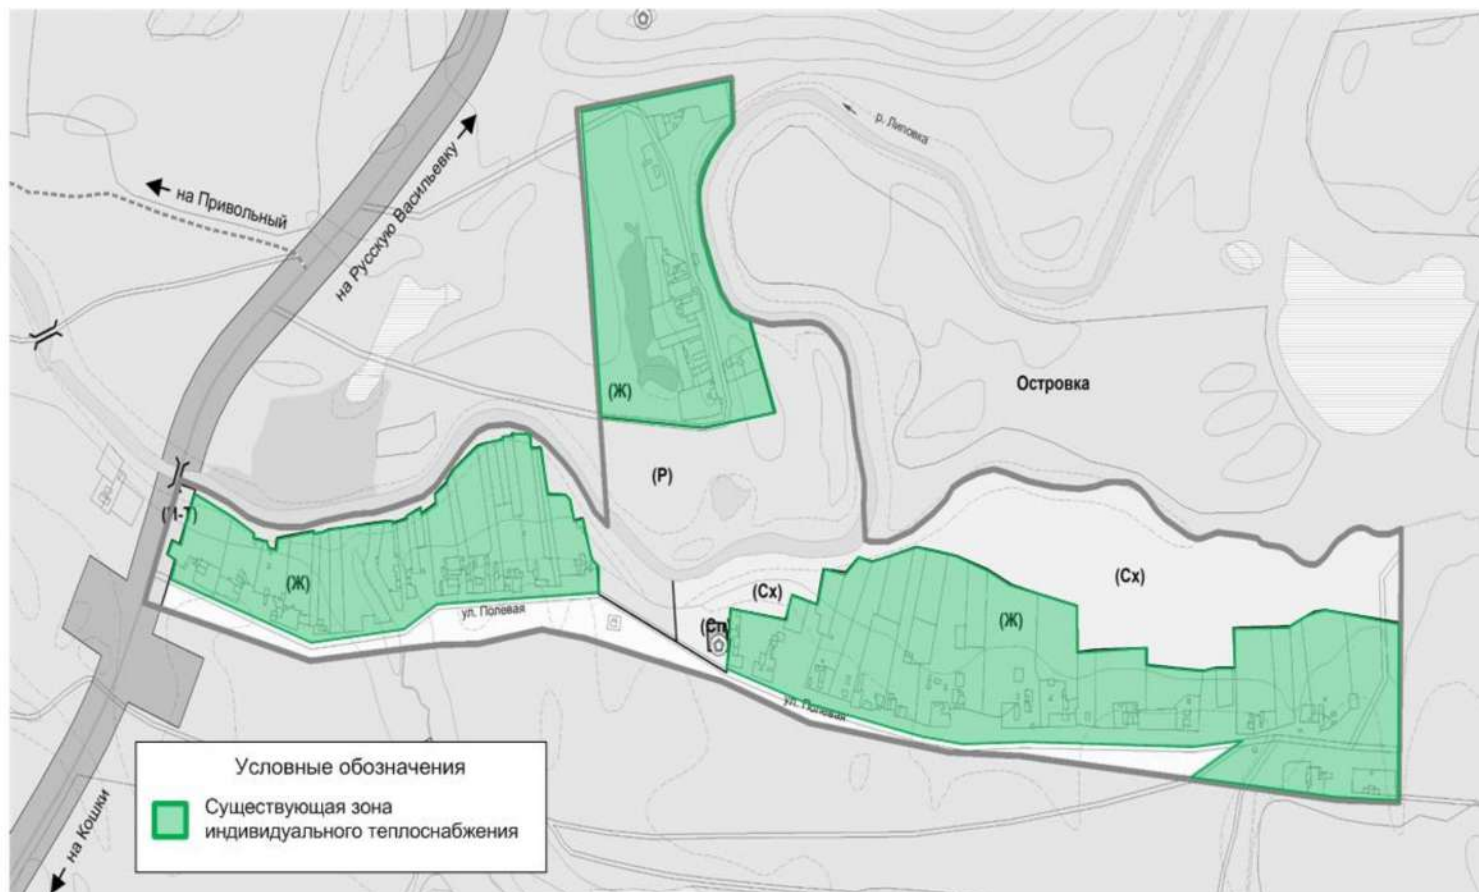 р. Липовка
на Привольный
на Русскую Васильевку
(Ж)
Островка
(Р)
(И-Т)
(Ж)
ул. Полевая
(Сх)
(Сх)
(Сп)
(Ж)
ул. Полевая
на Кошки
Условные обозначения
Существующая зона
индивидуального теплоснабжения